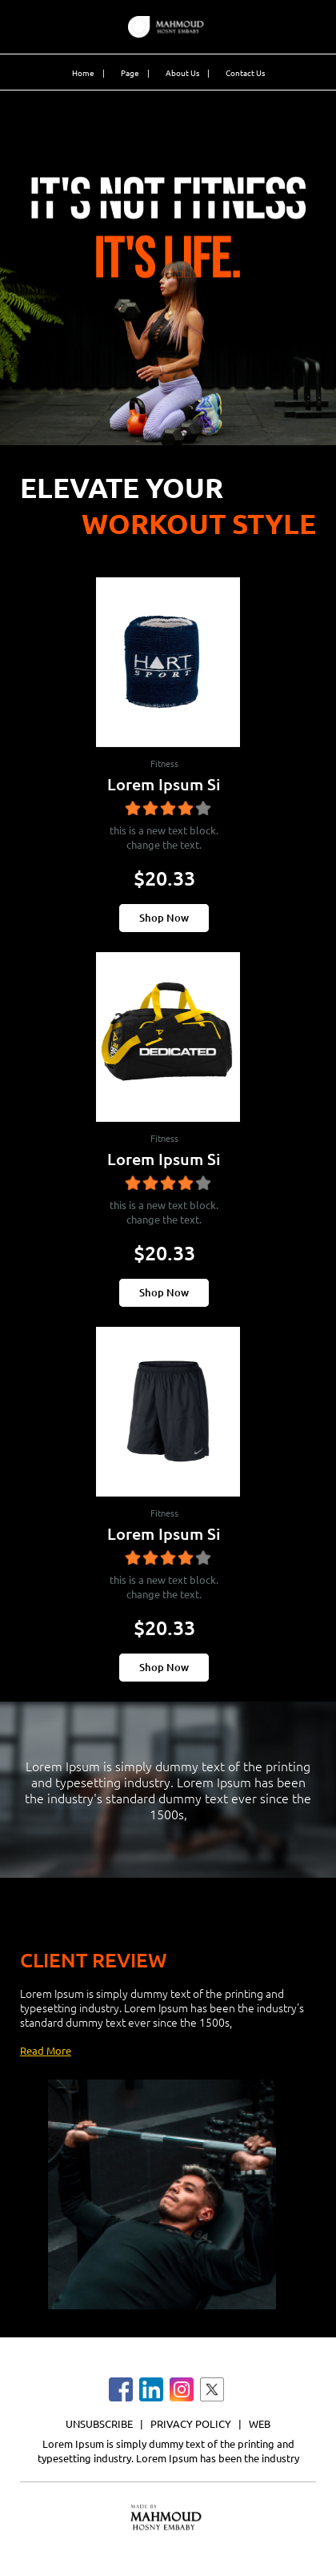 MAHMOUD
HOSNY EMBABY
Home | Page | About Us | Contact Us
IT'S NOT FITNESS
IT'S LIFE.
ELEVATE YOUR
WORKOUT STYLE
HART
SPORT
Fitness
Lorem Ipsum Si
this is a new text block.
change the text.
$20.33
Shop Now
DEDICATED
Fitness
Lorem Ipsum Si
this is a new text block.
change the text.
$20.33
Shop Now
Fitness
Lorem Ipsum Si
this is a new text block.
change the text.
$20.33
Shop Now
Lorem Ipsum is simply dummy text of the printing
and typesetting industry. Lorem Ipsum has been
the industry's standard dummy text ever since the
1500s,
CLIENT REVIEW
Lorem Ipsum is simply dummy text of the printing and
typesetting industry. Lorem Ipsum has been the industry's
standard dummy text ever since the 1500s,
Read More
UNSUBSCRIBE | PRIVACY POLICY | WEB
Lorem Ipsum is simply dummy text of the printing and
typesetting industry. Lorem Ipsum has been the industry
MADE BY
MAHMOUD
HOSNY EMBABY